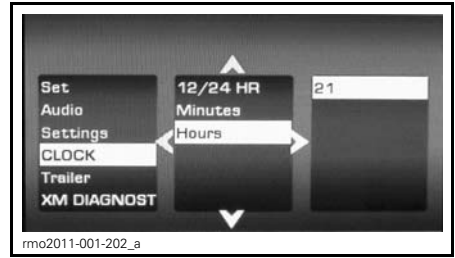 Set
Audio
Settings
CLOCK
Trailer
XM DIAGNOST
12/24 HR
Minutes
Hours
21
rmo2011-001-202_a